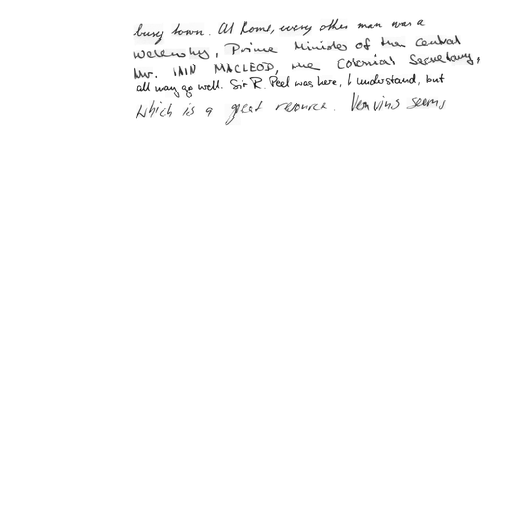 busy town. At Rome, every other man was a
Welensky, Prime Minister of the Central
Mr. IAIN MACLEOD, the Colonial Secretary,
all may go well. Sir R. Peel was here, I understand, but
which is a great resource. Vervins seems